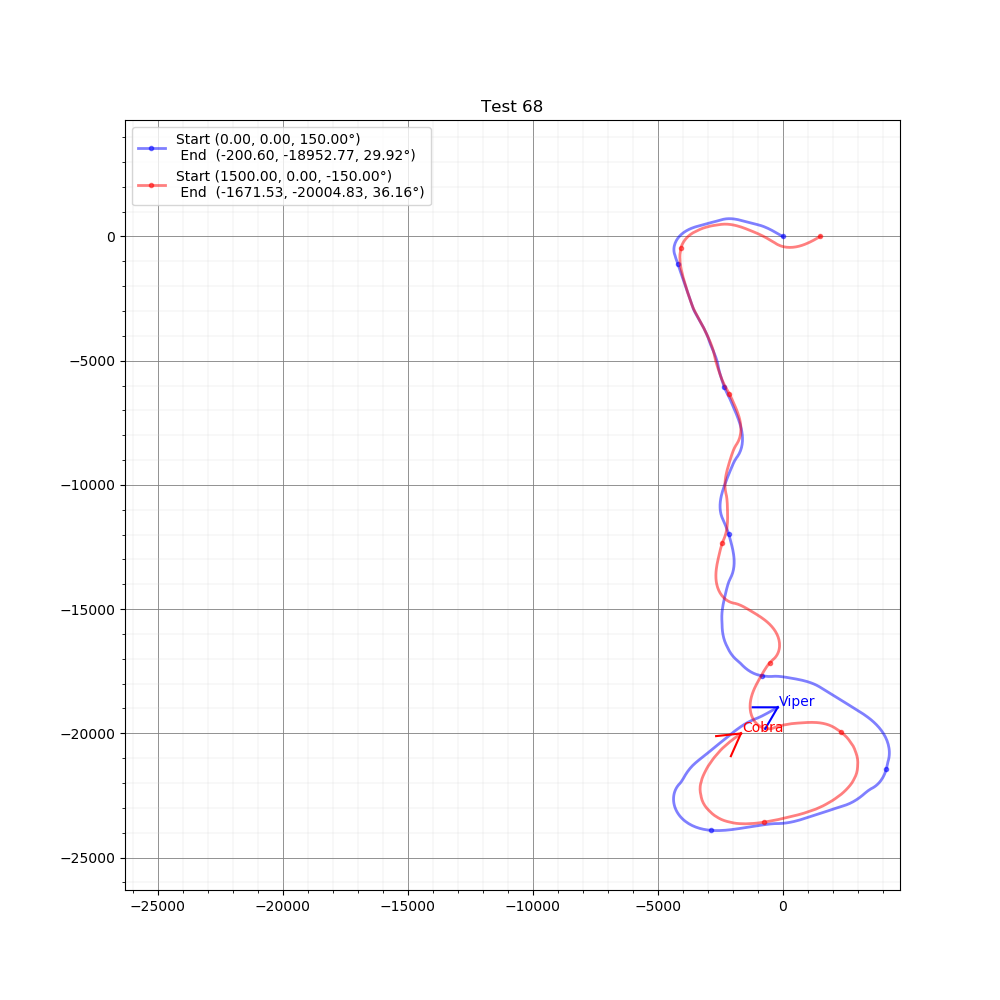 Test 68
Start (0.00, 0.00, 150.00°)
End  (-200.60, -18952.77, 29.92°)
Start (1500.00, 0.00, -150.00°)
End  (-1671.53, -20004.83, 36.16°)
0
−5000
−10000
−15000
Viper
Cobra
−20000
−25000
−25000 −20000 −15000 −10000 −5000 0